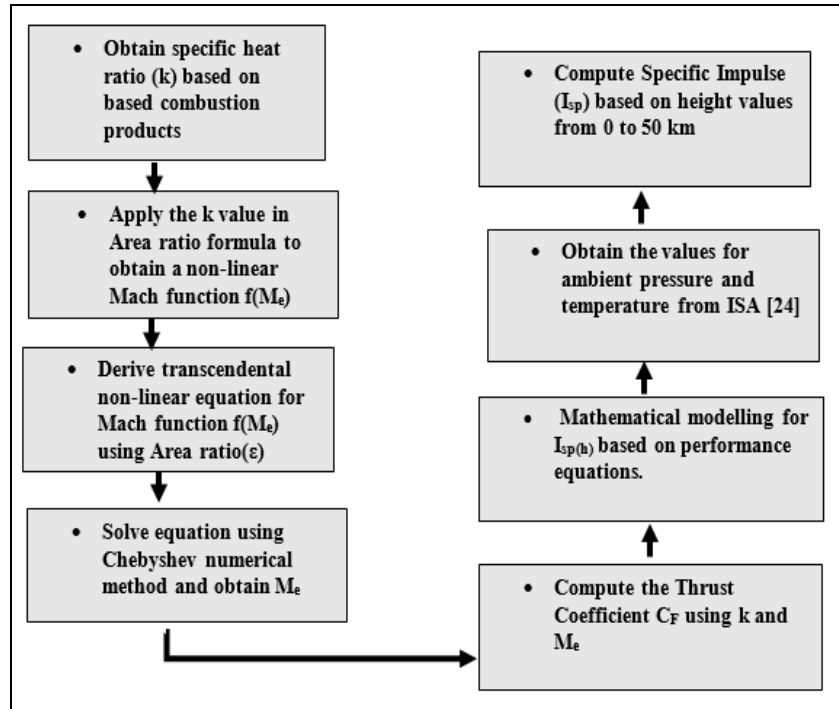 • Obtain specific heat
ratio (k) based on
based combustion
products
• Apply the k value in
Area ratio formula to
obtain a non-linear
Mach function f(Mₑ)
• Derive transcendental
non-linear equation for
Mach function f(Mₑ)
using Area ratio(ε)
• Solve equation using
Chebyshev numerical
method and obtain Mₑ
• Compute the Thrust
Coefficient C_F using k and
Mₑ
• Mathematical modelling for
I_sp(h) based on performance
equations.
• Obtain the values for
ambient pressure and
temperature from ISA [24]
• Compute Specific Impulse
(I_sp) based on height values
from 0 to 50 km